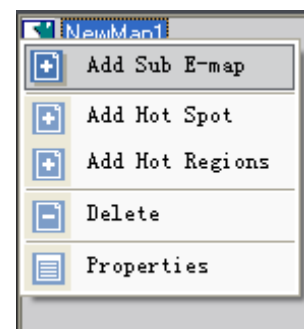 NewMap1
Add Sub E-map
Add Hot Spot
Add Hot Regions
Delete
Properties